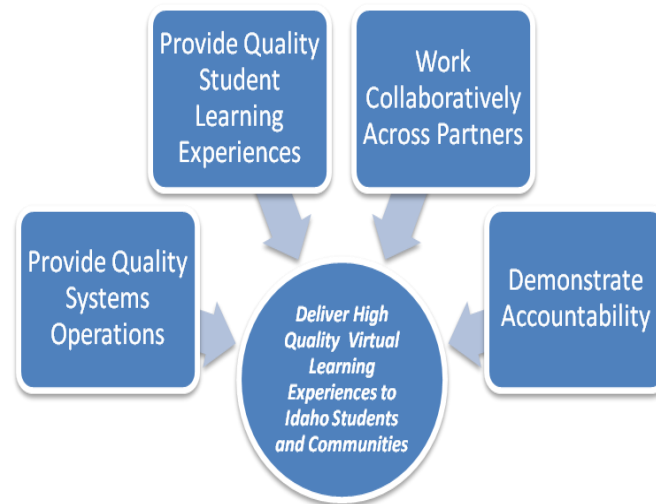 Provide Quality
Student
Learning
Experiences
Work
Collaboratively
Across Partners
Provide Quality
Systems
Operations
Demonstrate
Accountability
Deliver High
Quality Virtual
Learning
Experiences to
Idaho Students
and Communities